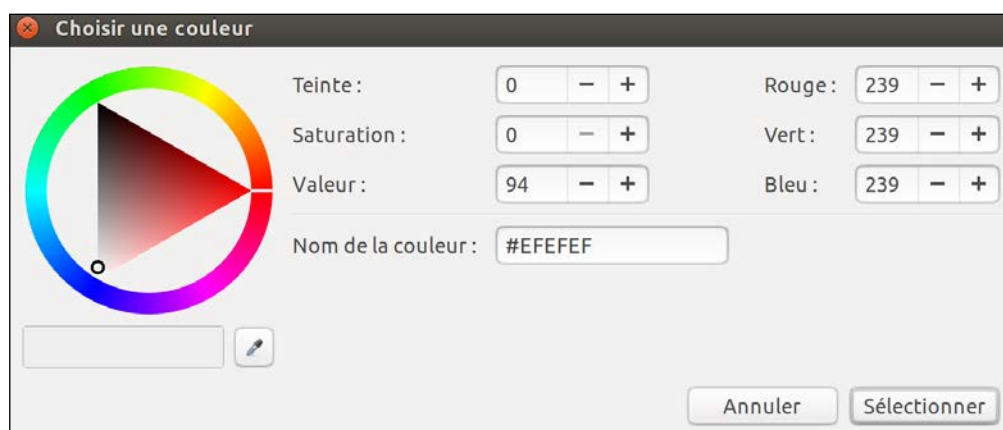 Choisir une couleur
Teinte : 0 − + Rouge : 239 − +
Saturation : 0 − + Vert : 239 − +
Valeur : 94 − + Bleu : 239 − +
Nom de la couleur : #EFEFEF
Annuler Sélectionner